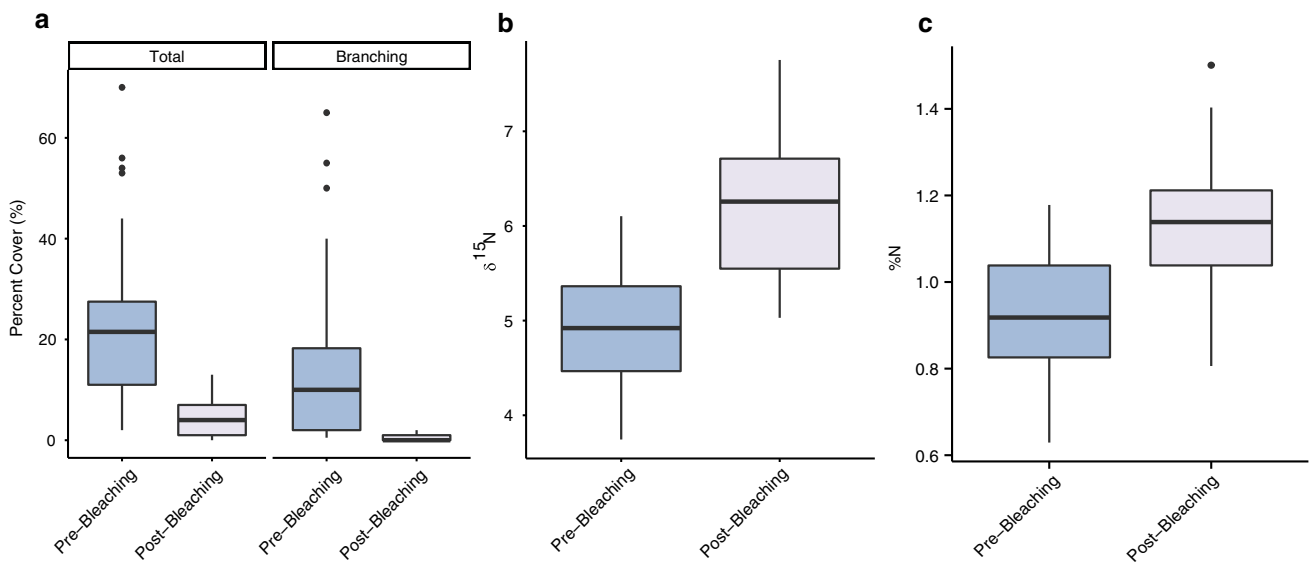 a
Total
Branching
Percent Cover (%)
60
40
20
0
Pre−Bleaching
Post−Bleaching
Pre−Bleaching
Post−Bleaching
b
δ 15N
7
6
5
4
Pre−Bleaching
Post−Bleaching
c
%N
1.4
1.2
1.0
0.8
0.6
Pre−Bleaching
Post−Bleaching